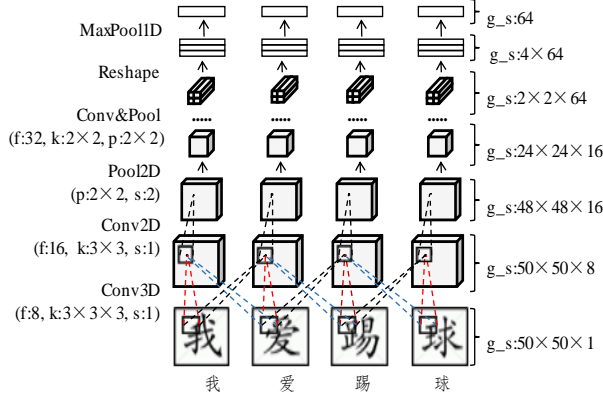 g_s:64
MaxPool1D
g_s:4×64
Reshape
g_s:2×2×64
Conv&Pool
(f:32, k:2×2, p:2×2)
......
......
......
......
g_s:24×24×16
Pool2D
(p:2×2, s:2)
g_s:48×48×16
Conv2D
(f:16, k:3×3, s:1)
g_s:50×50×8
Conv3D
(f:8, k:3×3×3, s:1)
我 爱 踢 球
g_s:50×50×1
我 爱 踢 球